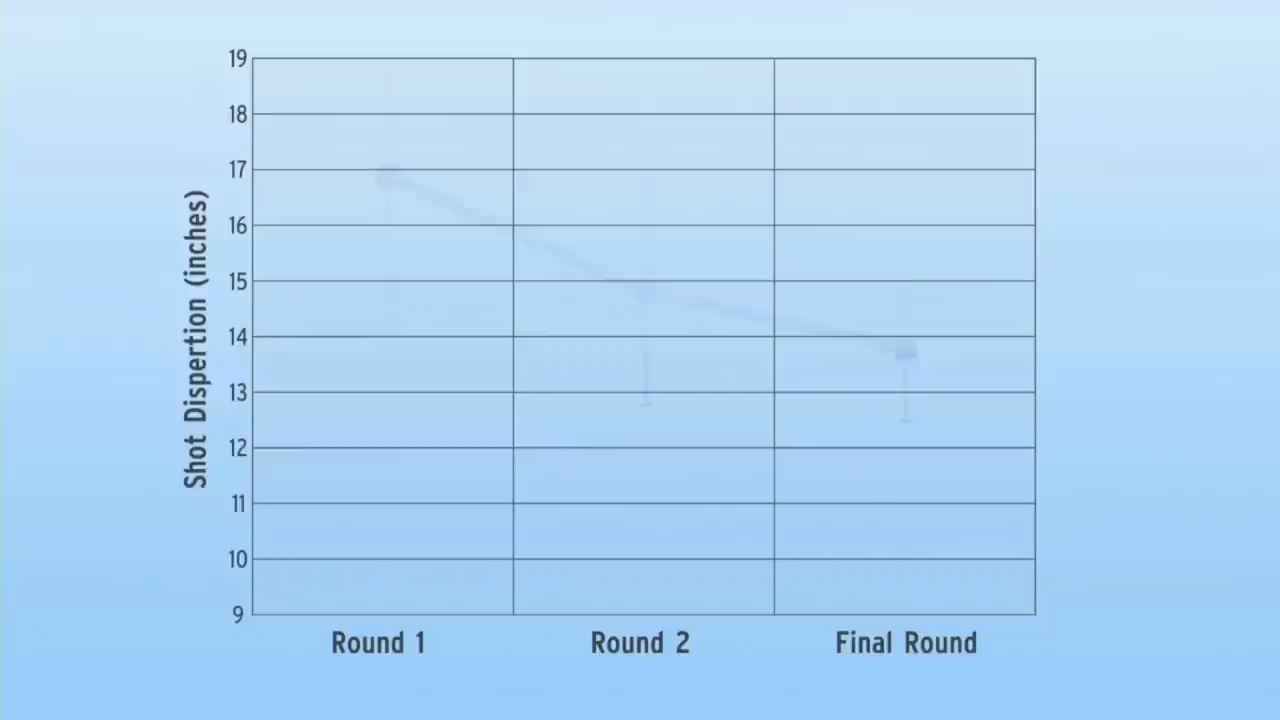 19
18
17
16
15
14
13
12
11
10
9
Shot Dispertion (inches)
Round 1
Round 2
Final Round